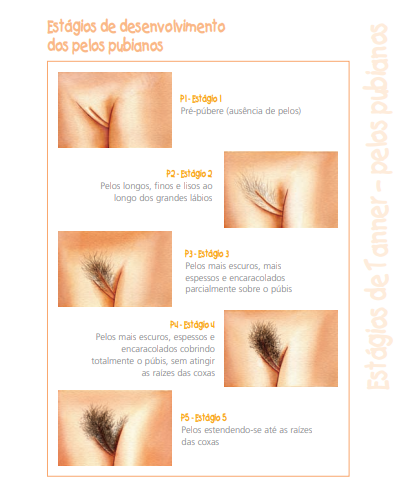 Estágios de desenvolvimento
dos pelos pubianos
P1 - Estágio 1
Pré-púbere (ausência de pelos)
P2 - Estágio 2
Pelos longos, finos e lisos ao
longo dos grandes lábios
P3 - Estágio 3
Pelos mais escuros, mais
espessos e encaracolados
parcialmente sobre o púbis
P4 - Estágio 4
Pelos mais escuros, espessos e
encaracolados cobrindo
totalmente o púbis, sem atingir
as raízes das coxas
P5 - Estágio 5
Pelos estendendo-se até as raízes
das coxas
Estágios de Tanner - pelos pubianos